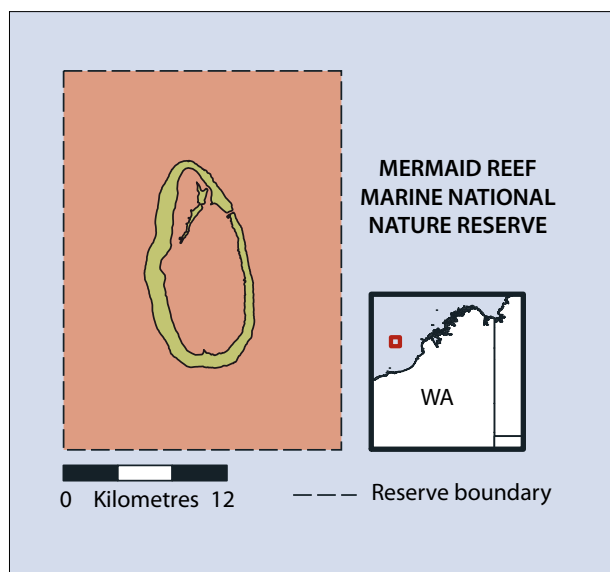 MERMAID REEF
MARINE NATIONAL
NATURE RESERVE
WA
0 Kilometres 12
Reserve boundary